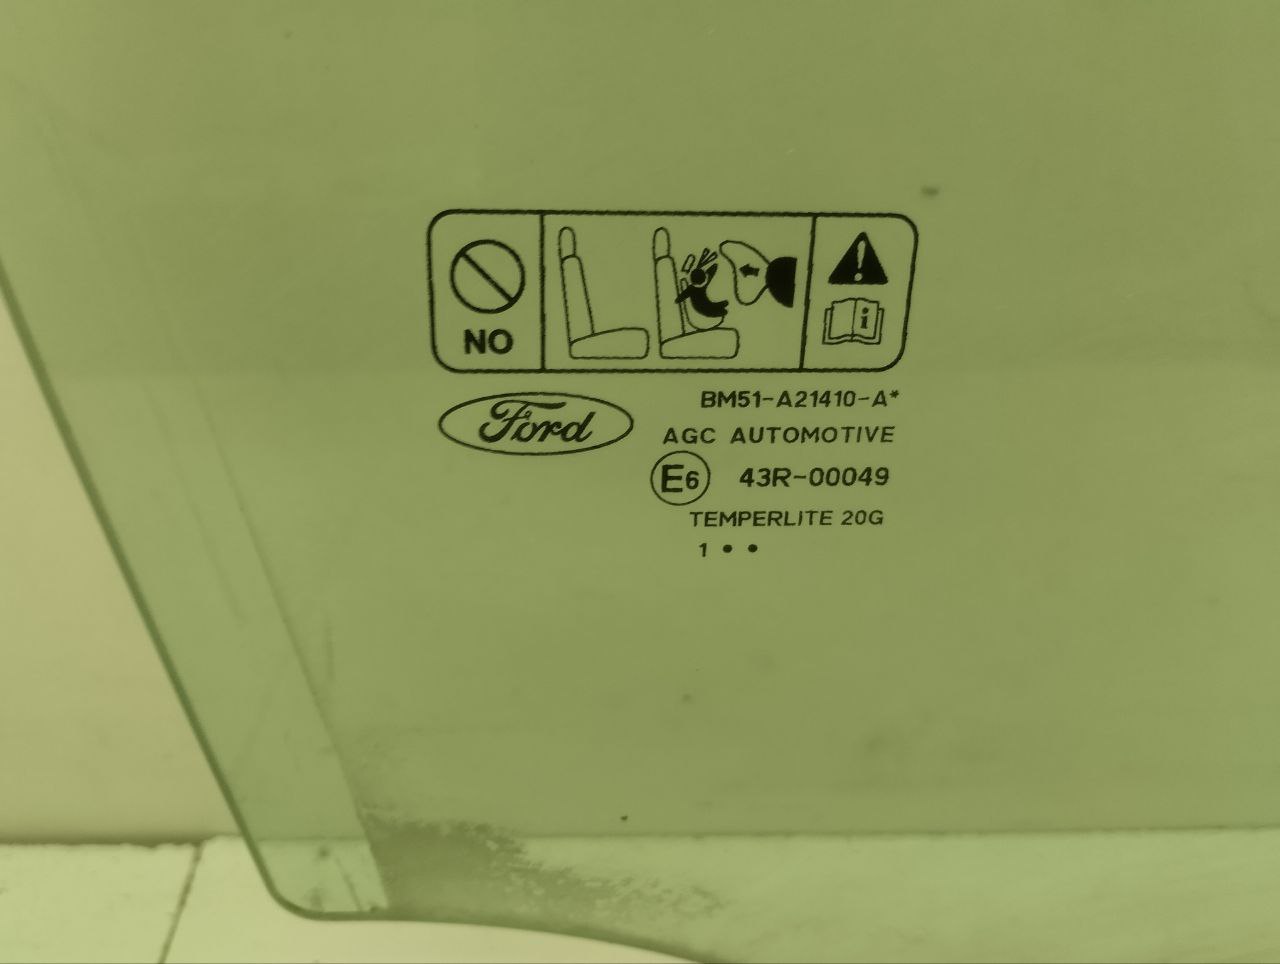 NO
i
Ford
BM51-A21410-A*
AGC AUTOMOTIVE
E6 43R-00049
TEMPERLITE 20G
1 • •